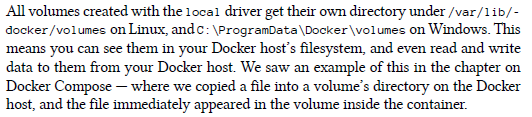 All volumes created with the local driver get their own directory under /var/lib/-
docker/volumes on Linux, and C:\ProgramData\Docker\volumes on Windows. This
means you can see them in your Docker host's filesystem, and even read and write
data to them from your Docker host. We saw an example of this in the chapter on
Docker Compose — where we copied a file into a volume's directory on the Docker
host, and the file immediately appeared in the volume inside the container.